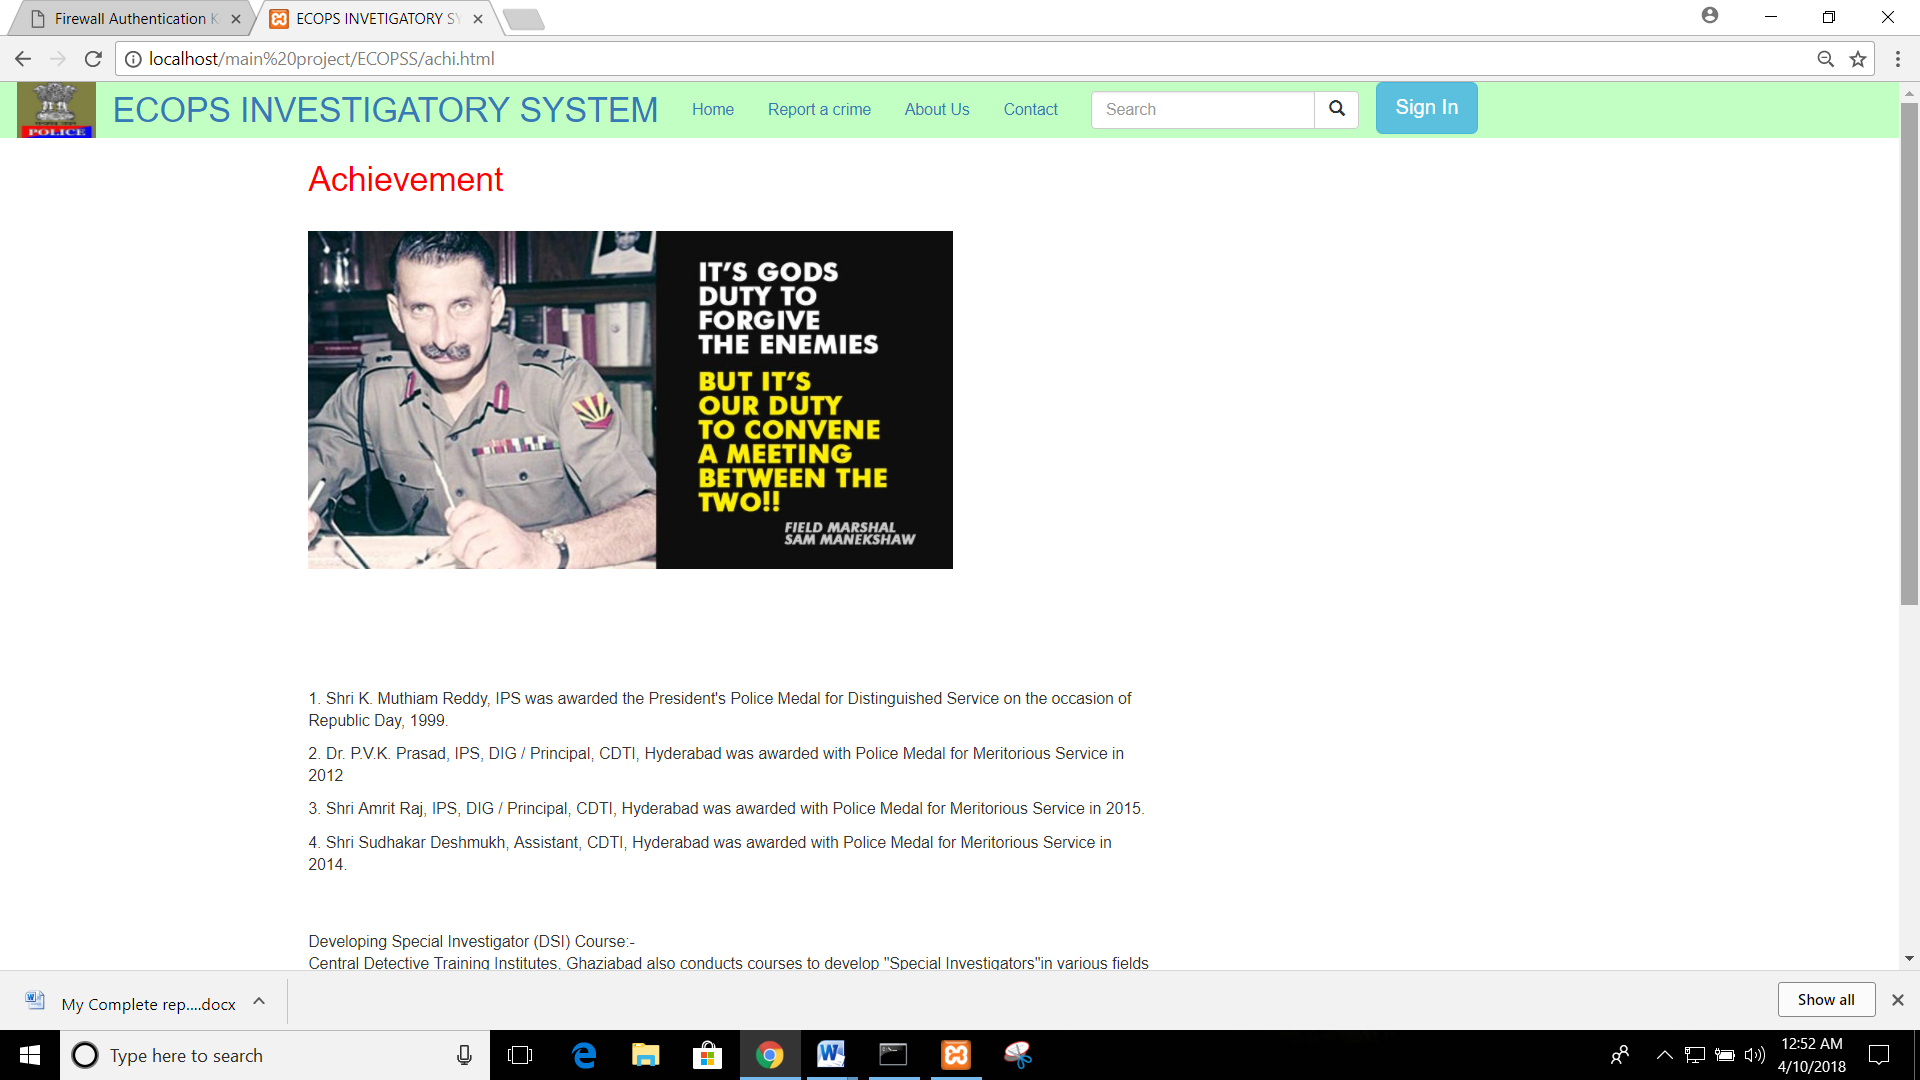 Firewall Authentication K
ECOPS INVETIGATORY SY
localhost/main%20project/ECOPSS/achi.html
POLICE
ECOPS INVESTIGATORY SYSTEM
Home
Report a crime
About Us
Contact
Search
Sign In
Achievement
IT'S GODS
DUTY TO
FORGIVE
THE ENEMIES
BUT IT'S
OUR DUTY
TO CONVENE
A MEETING
BETWEEN THE
TWO!!
FIELD MARSHAL
SAM MANEKSHAW
1. Shri K. Muthiam Reddy, IPS was awarded the President's Police Medal for Distinguished Service on the occasion of
Republic Day, 1999.
2. Dr. P.V.K. Prasad, IPS, DIG / Principal, CDTI, Hyderabad was awarded with Police Medal for Meritorious Service in
2012
3. Shri Amrit Raj, IPS, DIG / Principal, CDTI, Hyderabad was awarded with Police Medal for Meritorious Service in 2015.
4. Shri Sudhakar Deshmukh, Assistant, CDTI, Hyderabad was awarded with Police Medal for Meritorious Service in
2014.
Developing Special Investigator (DSI) Course:-
Central Detective Training Institutes, Ghaziabad also conducts courses to develop "Special Investigators"in various fields
My Complete rep....docx
Show all
Type here to search
12:52 AM
4/10/2018